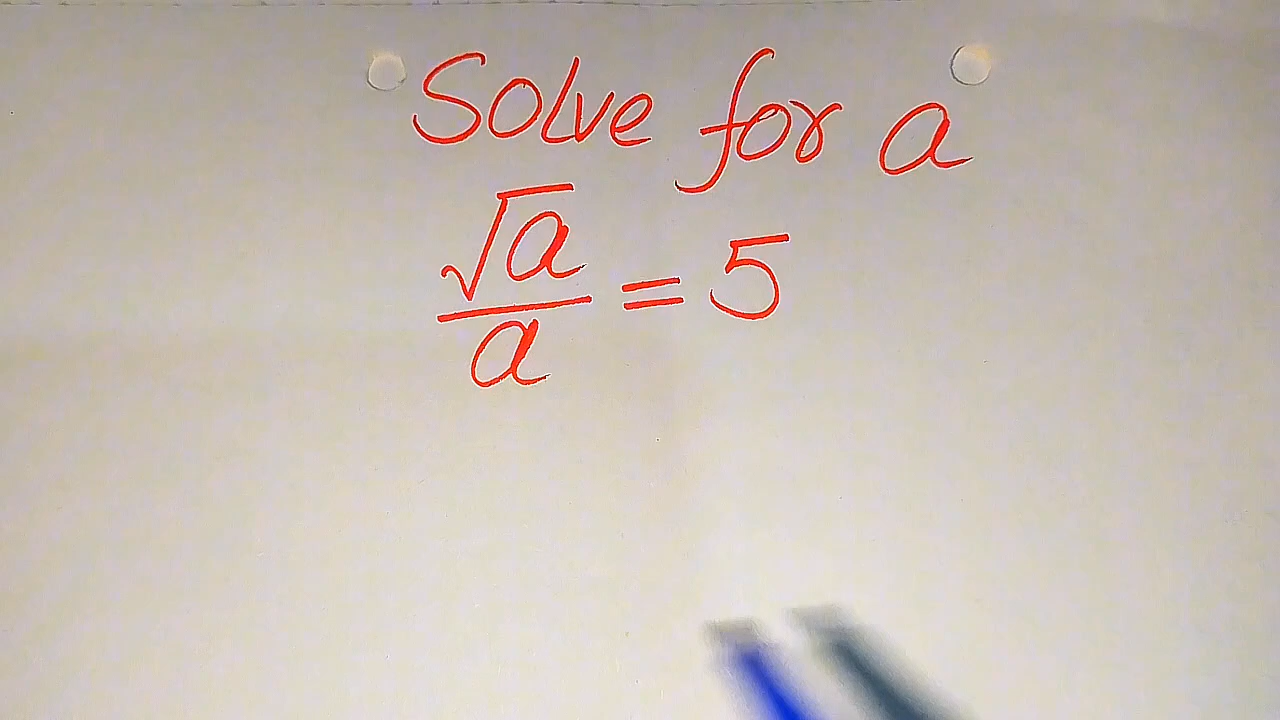 Solve for a
√a/a = 5